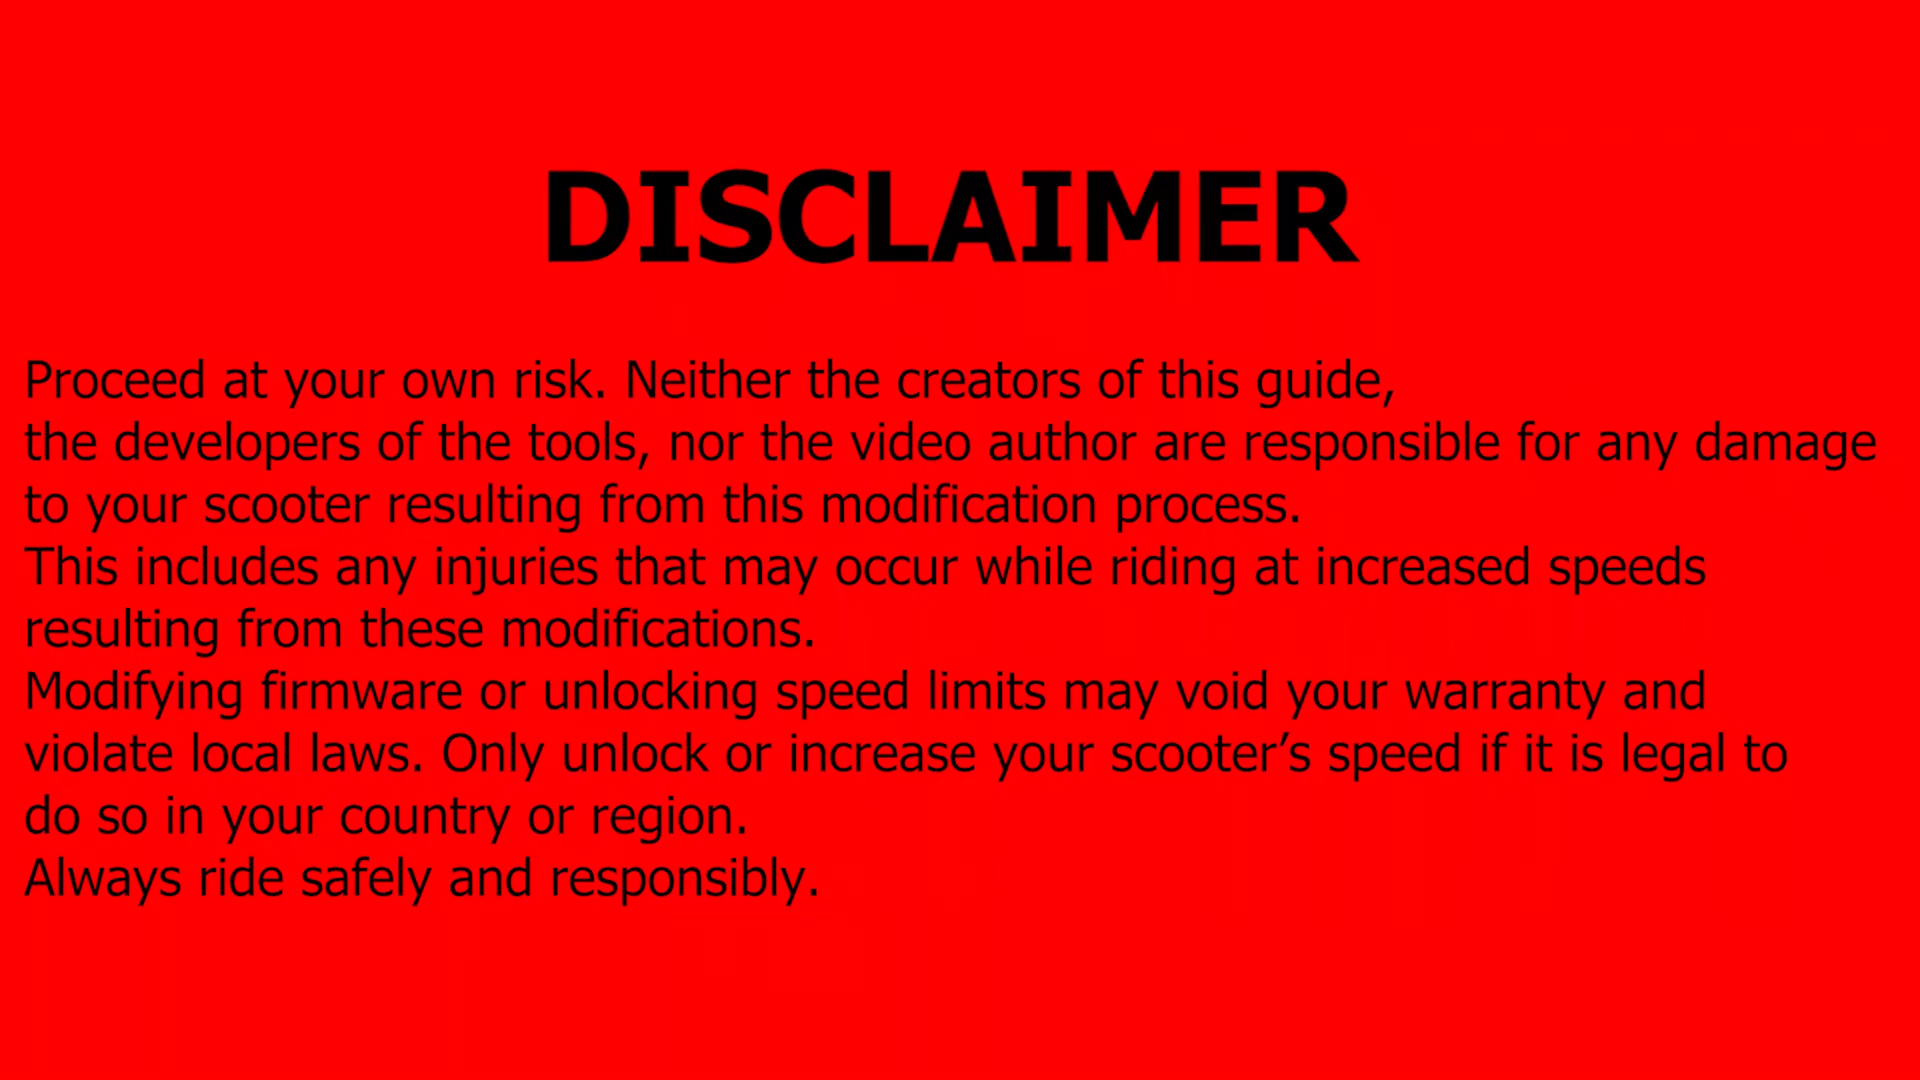 DISCLAIMER
Proceed at your own risk. Neither the creators of this guide,
the developers of the tools, nor the video author are responsible for any damage
to your scooter resulting from this modification process.
This includes any injuries that may occur while riding at increased speeds
resulting from these modifications.
Modifying firmware or unlocking speed limits may void your warranty and
violate local laws. Only unlock or increase your scooter’s speed if it is legal to
do so in your country or region.
Always ride safely and responsibly.